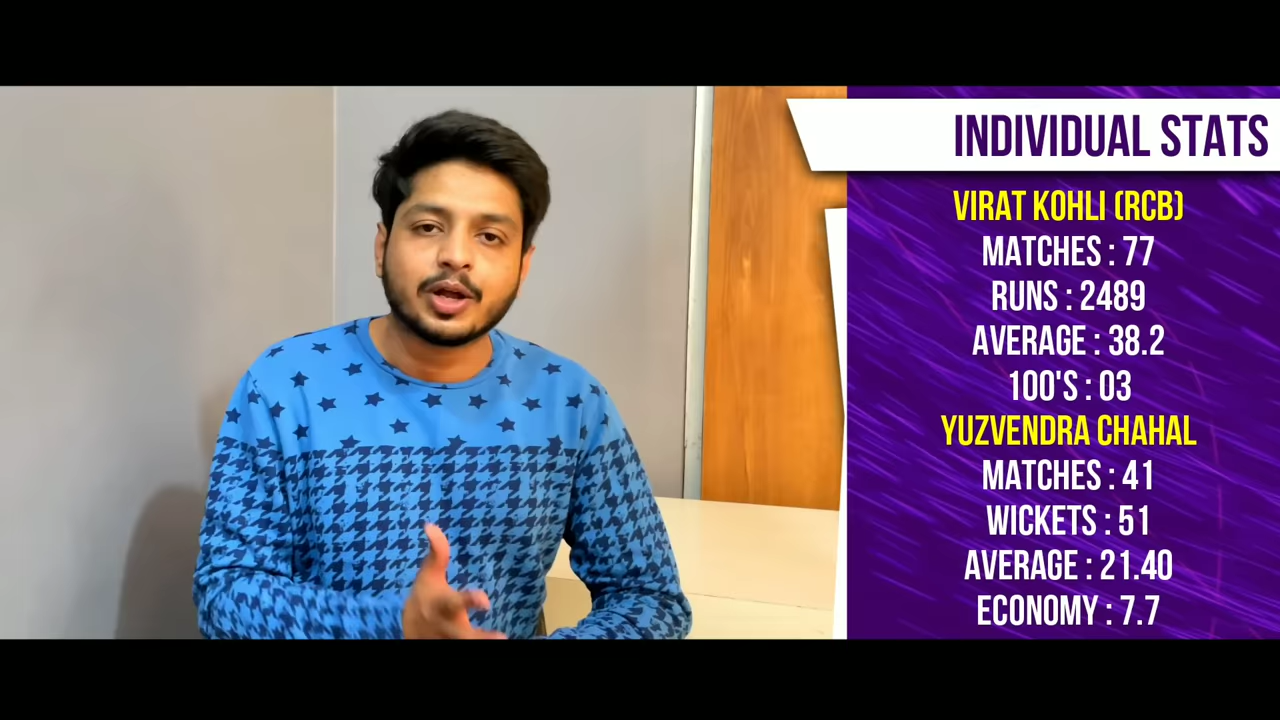 INDIVIDUAL STATS
VIRAT KOHLI (RCB)
MATCHES : 77
RUNS : 2489
AVERAGE : 38.2
100'S : 03
YUZVENDRA CHAHAL
MATCHES : 41
WICKETS : 51
AVERAGE : 21.40
ECONOMY : 7.7